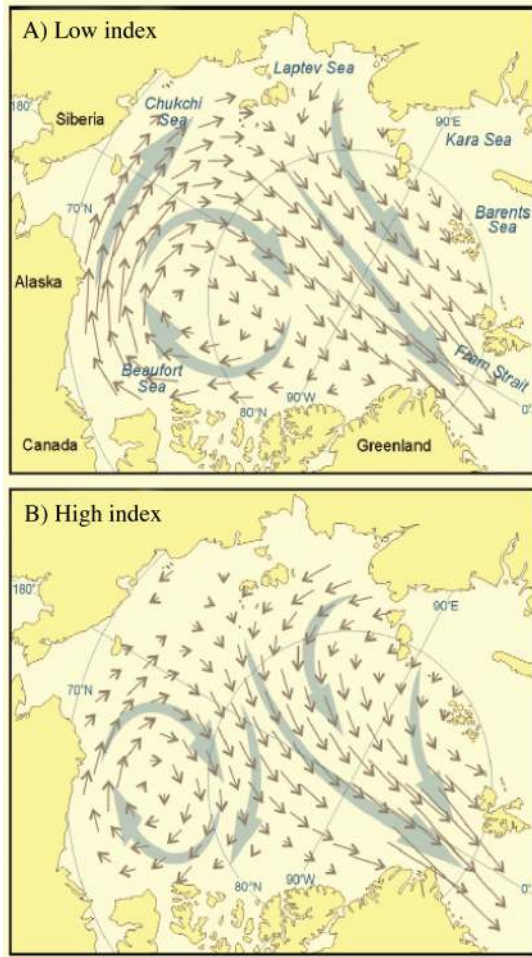 A) Low index
Laptev Sea
Chukchi
Sea
180°
Siberia
90°E
Kara Sea
70°N
Barents
Sea
Alaska
Fram Strait
Beaufort
Sea
0°
90°W
80°N
Canada
Greenland
B) High index
180°
90°E
70°N
0°
80°N
90°W